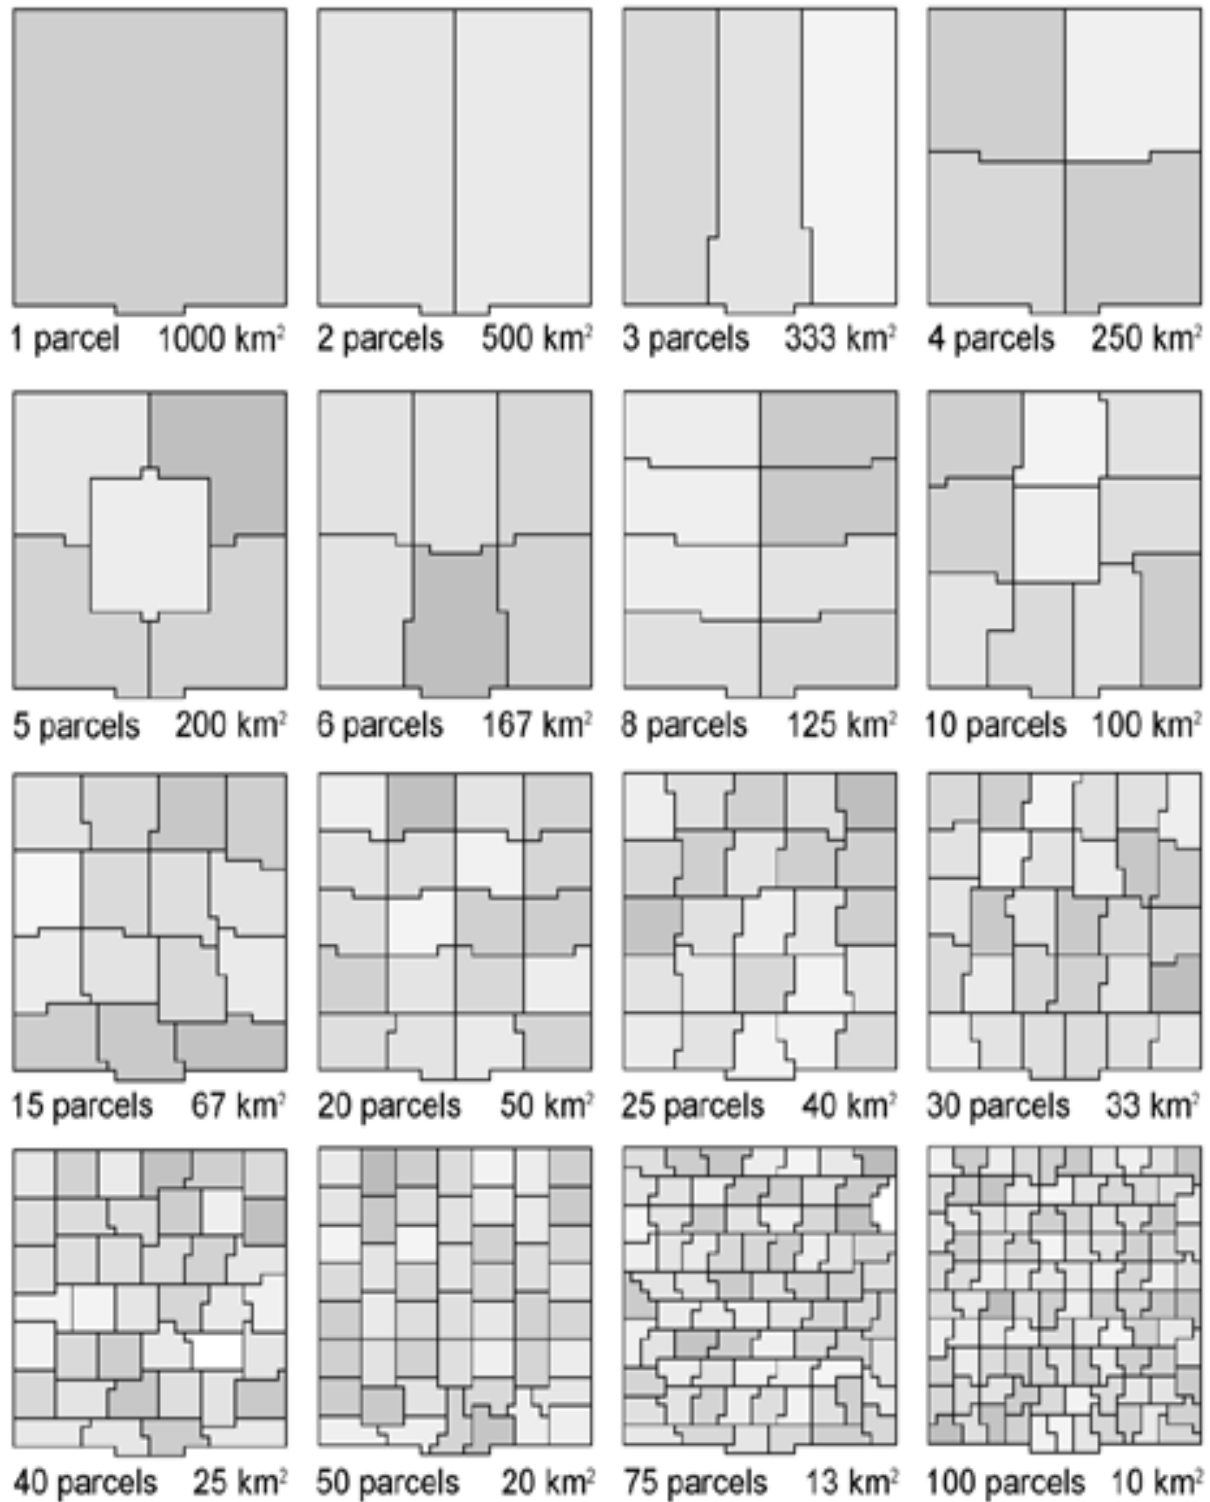 1 parcel 1000 km²
2 parcels 500 km²
3 parcels 333 km²
4 parcels 250 km²
5 parcels 200 km²
6 parcels 167 km²
8 parcels 125 km²
10 parcels 100 km²
15 parcels 67 km²
20 parcels 50 km²
25 parcels 40 km²
30 parcels 33 km²
40 parcels 25 km²
50 parcels 20 km²
75 parcels 13 km²
100 parcels 10 km²